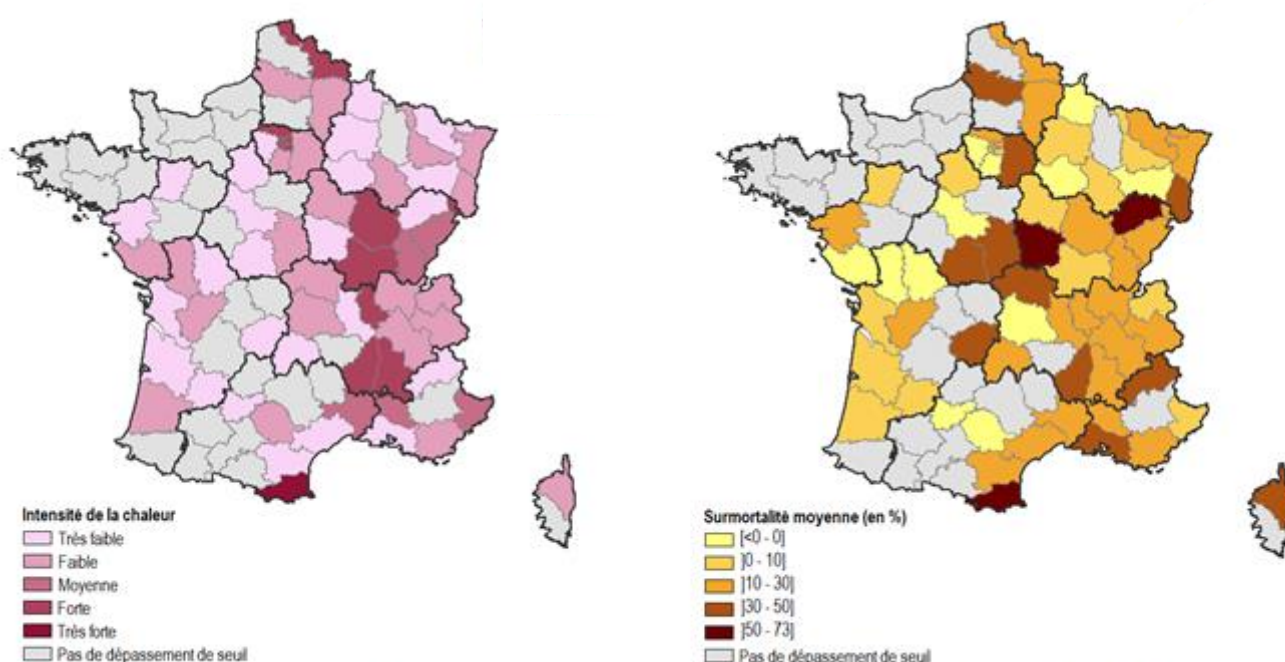 Intensité de la chaleur
Très faible
Faible
Moyenne
Forte
Très forte
Pas de dépassement de seuil
Surmortalité moyenne (en %)
[<0 - 0]
]0 - 10]
]10 - 30]
]30 - 50]
]50 - 73]
Pas de dépassement de seuil